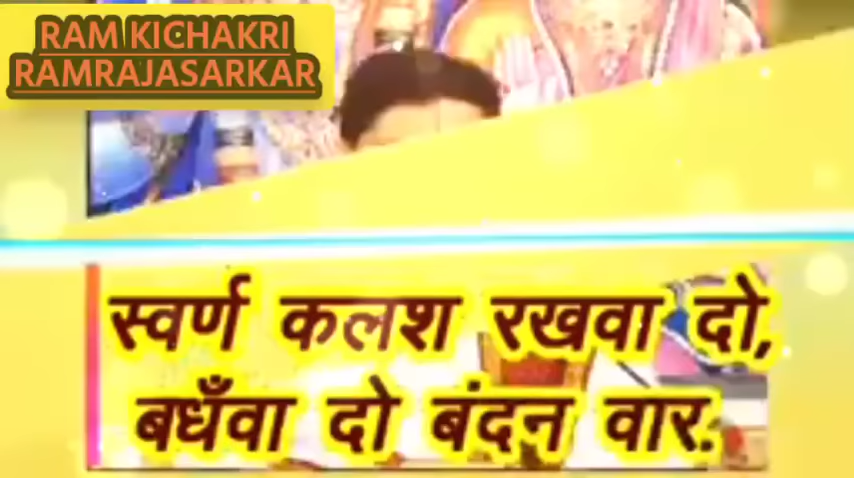 RAM KICHAKRI
RAMRAJASARKAR
स्वर्ण कलश रखवा दो,
बधँवा दो बंदन वार.